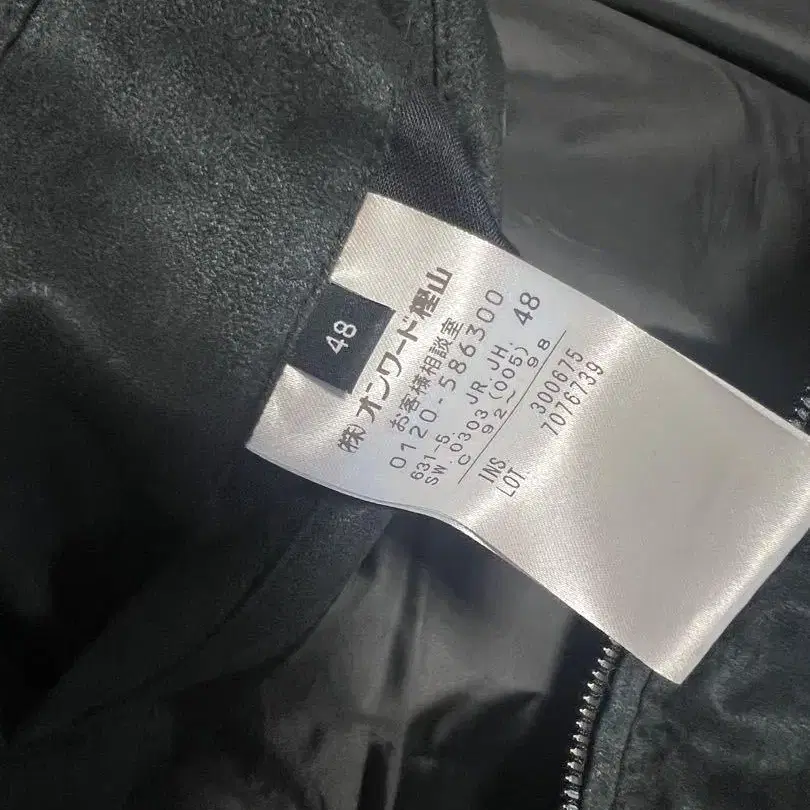 48
(株)オンワード樫山
お客様相談室
0120-586300
631-5. JR.JH. 48
SW.0303(005)
C 92〜98
INS 300675
LOT 7076739